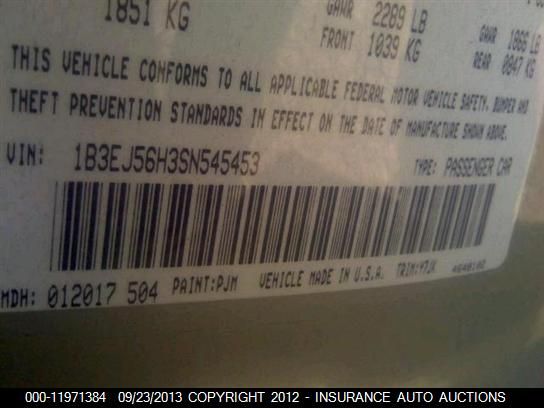 1851 KG
GAWR 2289 LB
FRONT 1039 KG
GAWR 1866 LB
REAR 0847 KG
THIS VEHICLE CONFORMS TO ALL APPLICABLE FEDERAL MOTOR VEHICLE SAFETY, BUMPER AND
THEFT PREVENTION STANDARDS IN EFFECT ON THE DATE OF MANUFACTURE SHOWN ABOVE.
VIN: 1B3EJ56H3SN545453 TYPE: PASSENGER CAR
MDH: 012017 504 PAINT:PJM VEHICLE MADE IN U.S.A. TRIM:Y7JK
000-11971384 09/23/2013 COPYRIGHT 2012 - INSURANCE AUTO AUCTIONS